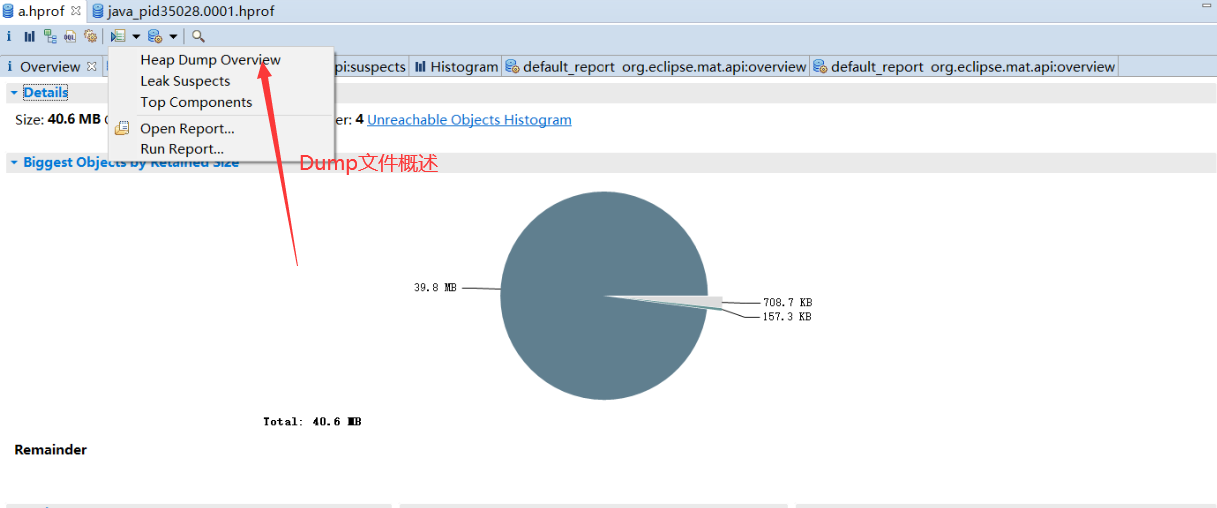 a.hprof java_pid35028.0001.hprof
Heap Dump Overview
Leak Suspects
Top Components
Open Report...
Run Report...
Overview pi:suspects Histogram default_report org.eclipse.mat.api:overview default_report org.eclipse.mat.api:overview
Details
Size: 40.6 MB er: 4 Unreachable Objects Histogram
Biggest Objects by Retained Size
Dump文件概述
39.8 MB
708.7 KB
157.3 KB
Total: 40.6 MB
Remainder